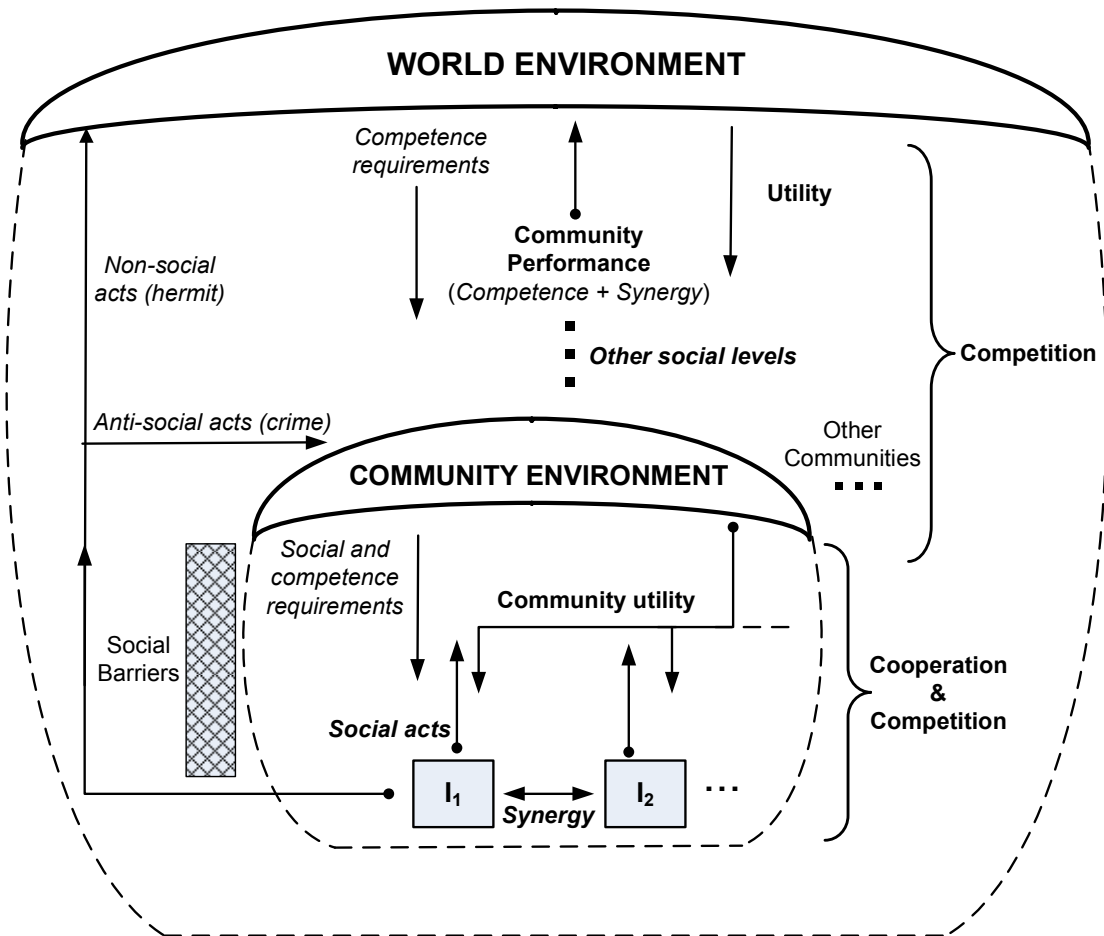 WORLD ENVIRONMENT
Competence
requirements
Utility
Community
Performance
(Competence + Synergy)
Non-social
acts (hermit)
Other social levels
Competition
Anti-social acts (crime)
Other
Communities
COMMUNITY ENVIRONMENT
Social and
competence
requirements
Community utility
Social
Barriers
Cooperation
&
Competition
Social acts
I₁
Synergy
I₂
...